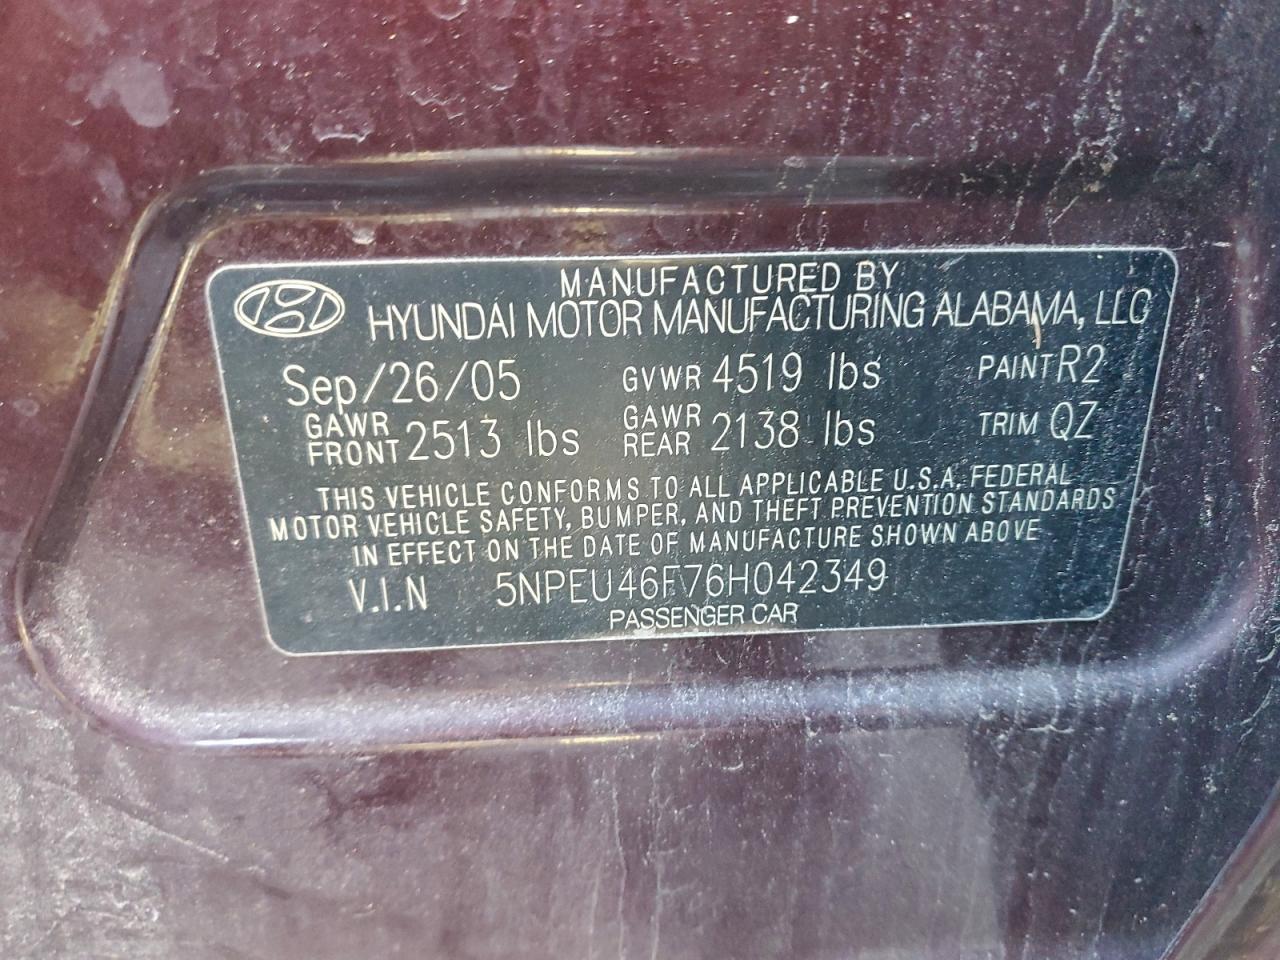 MANUFACTURED BY
HYUNDAI MOTOR MANUFACTURING ALABAMA, LLC
Sep/26/05 GVWR 4519 lbs PAINT R2
GAWR FRONT 2513 lbs GAWR REAR 2138 lbs TRIM QZ
THIS VEHICLE CONFORMS TO ALL APPLICABLE U.S.A. FEDERAL
MOTOR VEHICLE SAFETY, BUMPER, AND THEFT PREVENTION STANDARDS
IN EFFECT ON THE DATE OF MANUFACTURE SHOWN ABOVE
V.I.N 5NPEU46F76H042349
PASSENGER CAR